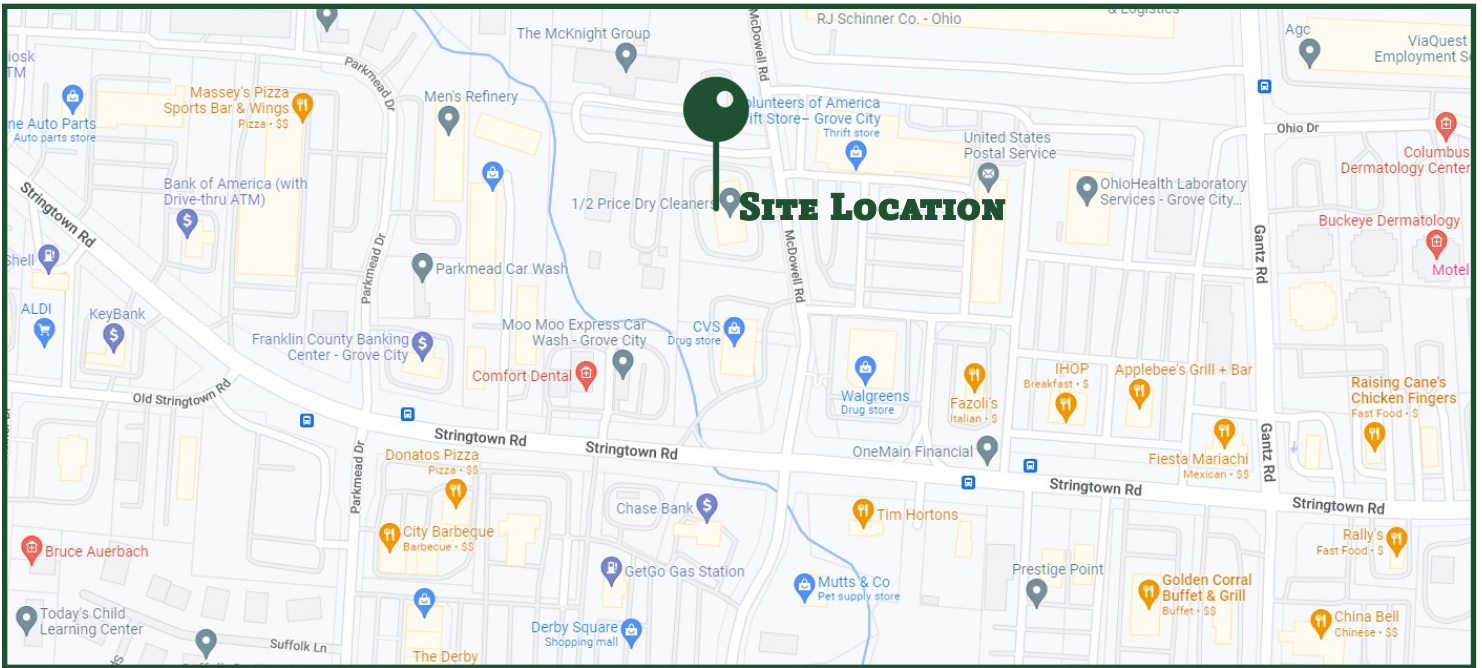 RJ Schinner Co. - Ohio
& Logistics
The McKnight Group
McDowell Rd
Agc
ViaQuest
Employment
Parkmead Dr
Massey's Pizza
Sports Bar & Wings
Pizza • $$
Men's Refinery
Auto Parts
Auto parts store
Volunteers of America
Thrift Store– Grove City
Thrift store
United States
Postal Service
Ohio Dr
Columbus
Dermatology Center
Bank of America (with
Drive-thru ATM)
Stringtown Rd
1/2 Price Dry Cleaners
Site Location
OhioHealth Laboratory
Services - Grove City...
Buckeye Dermatology
Motel
Shell
Parkmead Dr
Parkmead Car Wash
McDowell Rd
Gantz Rd
ALDI
KeyBank
Franklin County Banking
Center - Grove City
Moo Moo Express Car
Wash - Grove City
CVS
Drug store
Comfort Dental
Walgreens
Drug store
Fazoli's
Italian • $
IHOP
Breakfast • $
Applebee's Grill + Bar
Raising Cane's
Chicken Fingers
Fast Food • $
Old Stringtown Rd
Stringtown Rd
Stringtown Rd
OneMain Financial
Fiesta Mariachi
Mexican • $$
Gantz Rd
Parkmead Dr
Donatos Pizza
Pizza • $$
Stringtown Rd
Stringtown Rd
Chase Bank
Tim Hortons
City Barbeque
Barbecue • $$
Rally's
Fast Food • $
Bruce Auerbach
GetGo Gas Station
Mutts & Co
Pet supply store
Prestige Point
Golden Corral
Buffet & Grill
Buffet • $$
Today's Child
Learning Center
Derby Square
Shopping mall
China Bell
Chinese • $$
Suffolk Ln
The Derby